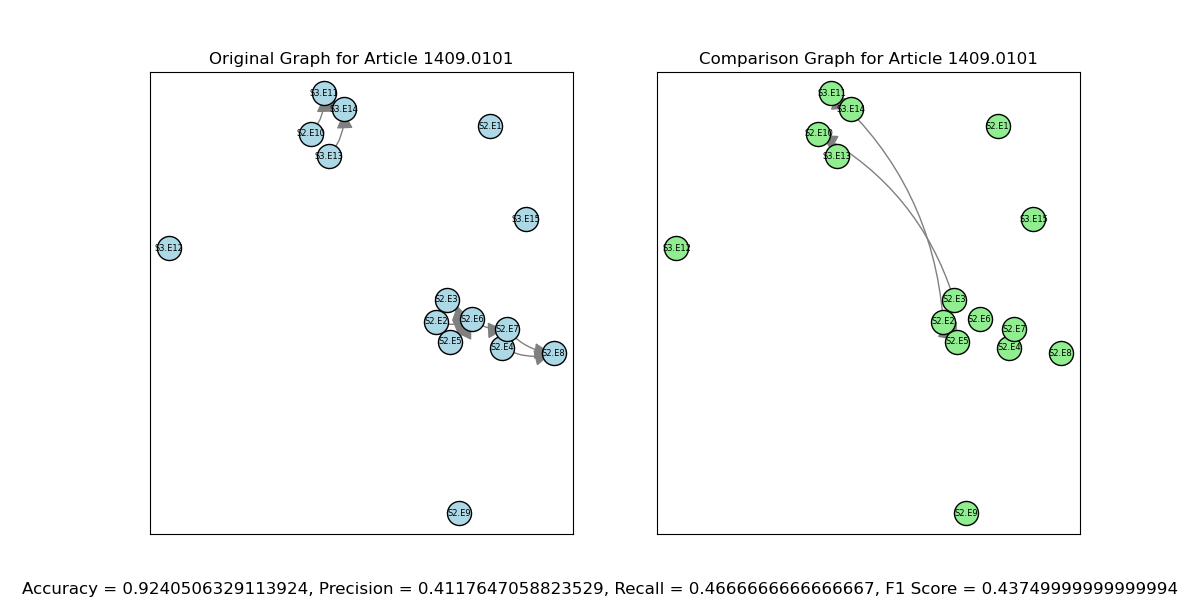 Original Graph for Article 1409.0101
Comparison Graph for Article 1409.0101
S3.E11
S3.E14
S2.E10
S3.E13
S2.E1
S3.E15
S3.E12
S2.E3
S2.E2
S2.E6
S2.E5
S2.E7
S2.E4
S2.E8
S2.E9
S3.E11
S3.E14
S2.E10
S3.E13
S2.E1
S3.E15
S3.E12
S2.E3
S2.E2
S2.E6
S2.E5
S2.E7
S2.E4
S2.E8
S2.E9
Accuracy = 0.9240506329113924, Precision = 0.4117647058823529, Recall = 0.4666666666666667, F1 Score = 0.43749999999999994